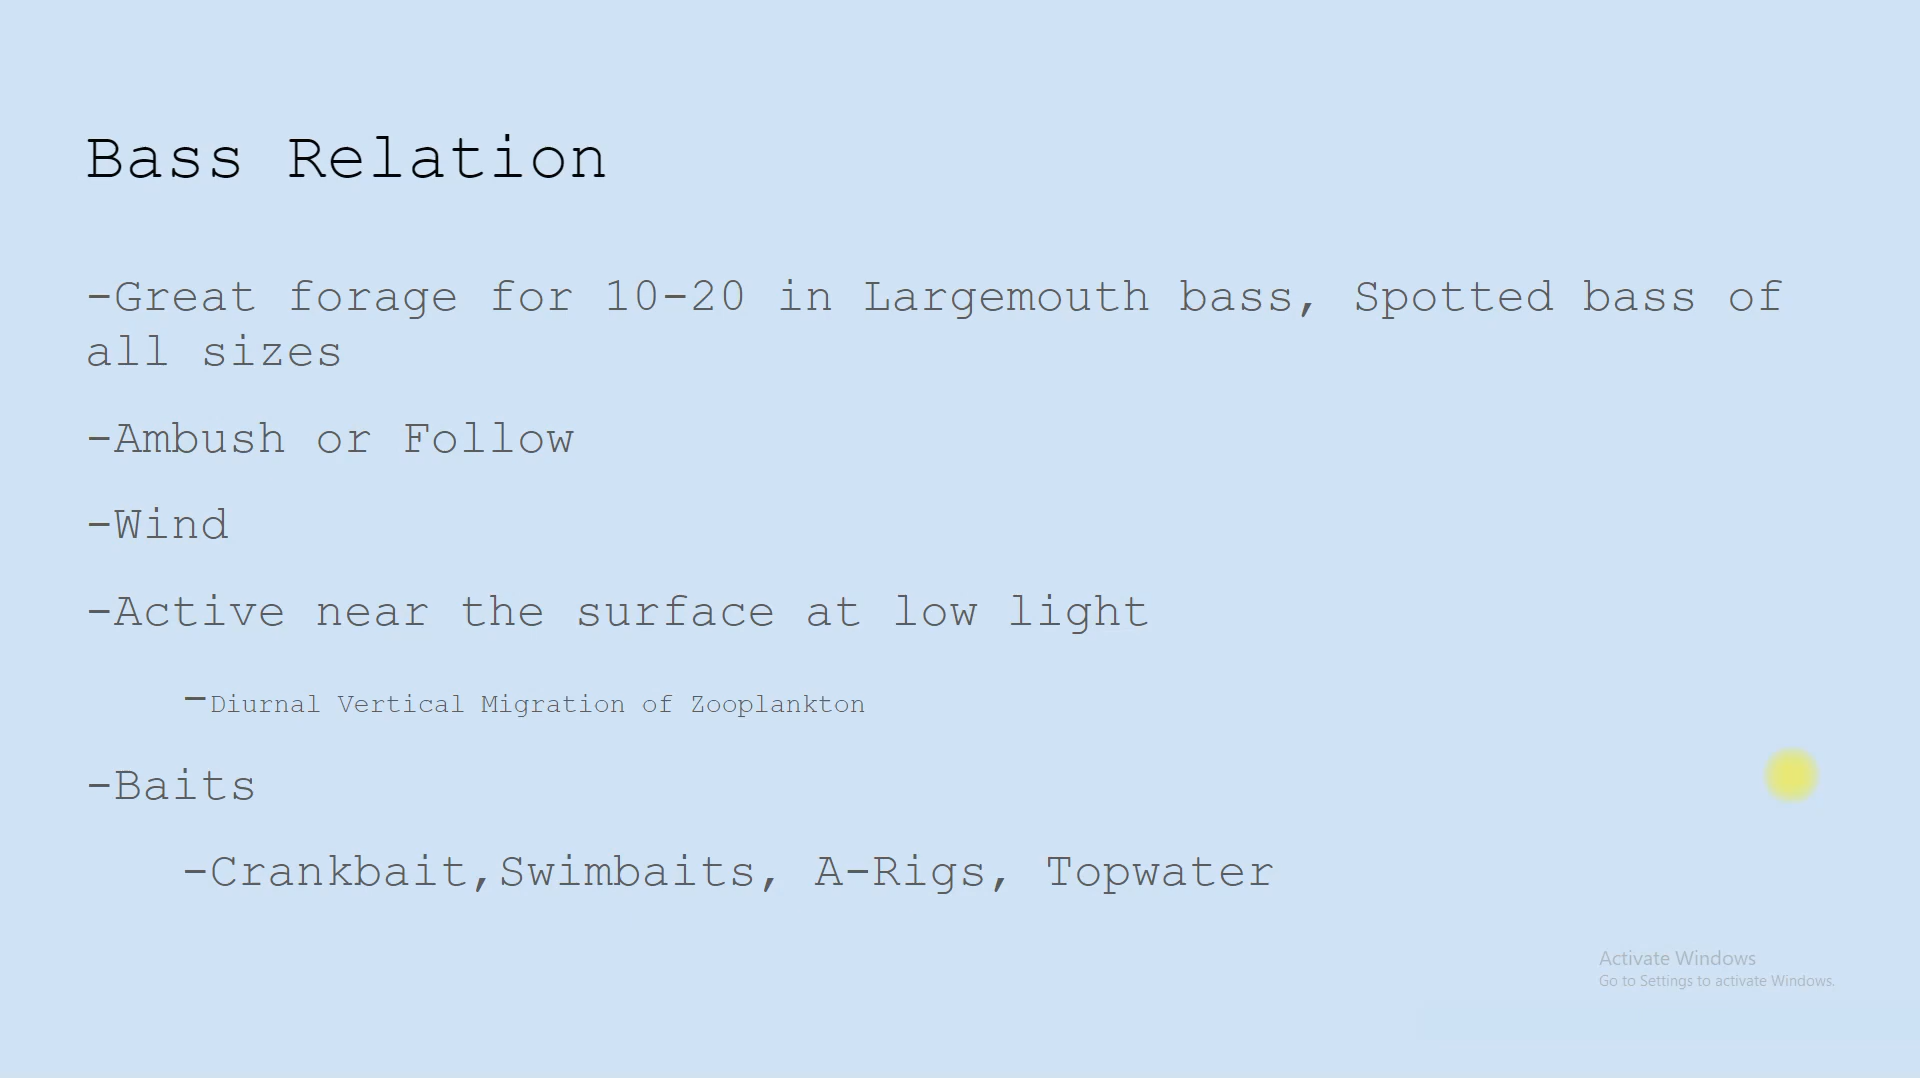 Bass Relation
-Great forage for 10-20 in Largemouth bass, Spotted bass of
all sizes
-Ambush or Follow
-Wind
-Active near the surface at low light
-Diurnal Vertical Migration of Zooplankton
-Baits
-Crankbait,Swimbaits, A-Rigs, Topwater
Activate Windows
Go to Settings to activate Windows.